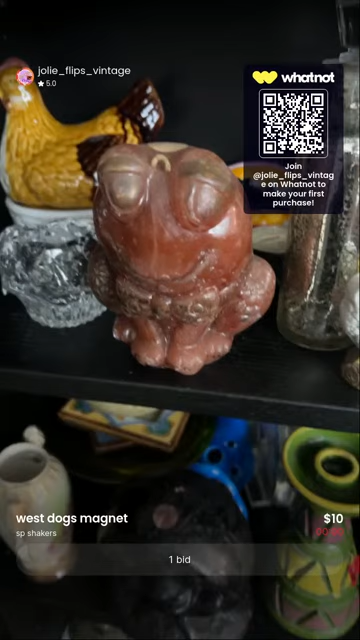 jolie_flips_vintage
5.0
whatnot
Join
@jolie_flips_vintag
e on Whatnot to
make your first
purchase!
west dogs magnet
$10
sp shakers
1 bid